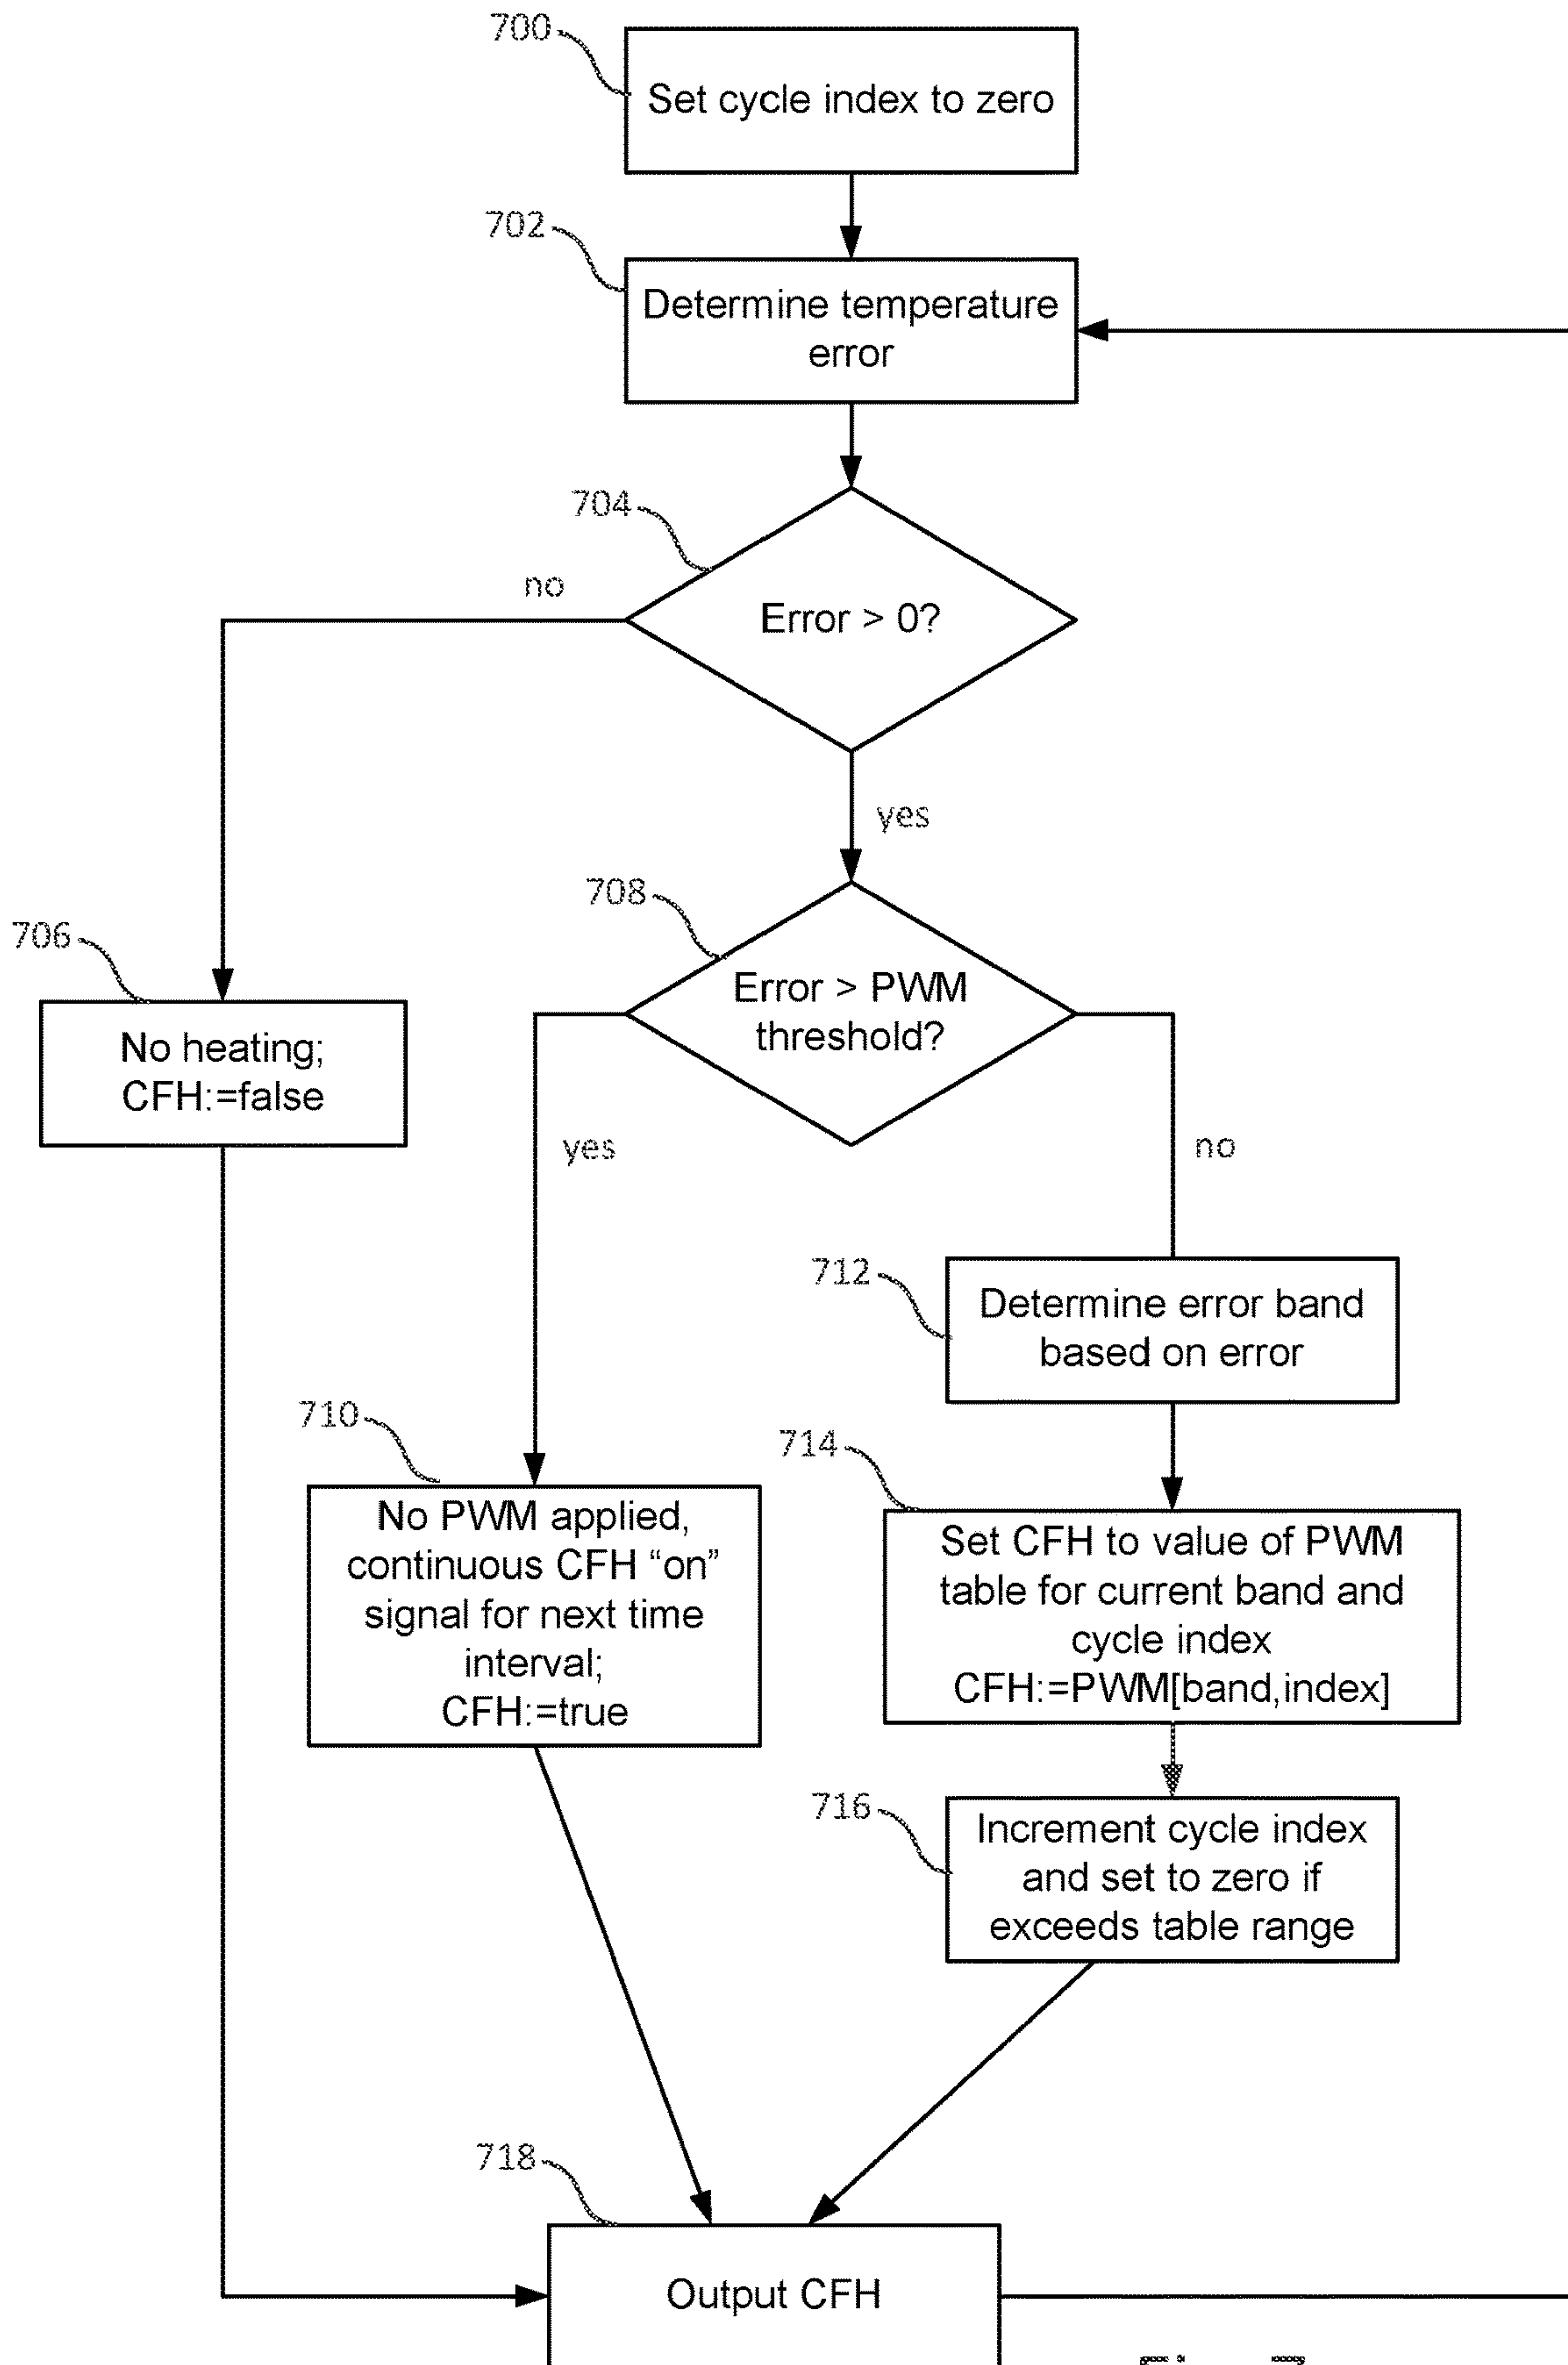 700
Set cycle index to zero
702
Determine temperature
error
704
no
Error > 0?
yes
708
706
Error > PWM
threshold?
No heating;
CFH:=false
yes
no
712
Determine error band
based on error
710
714
No PWM applied,
continuous CFH “on”
signal for next time
interval;
CFH:=true
Set CFH to value of PWM
table for current band and
cycle index
CFH:=PWM[band,index]
716
Increment cycle index
and set to zero if
exceeds table range
718
Output CFH